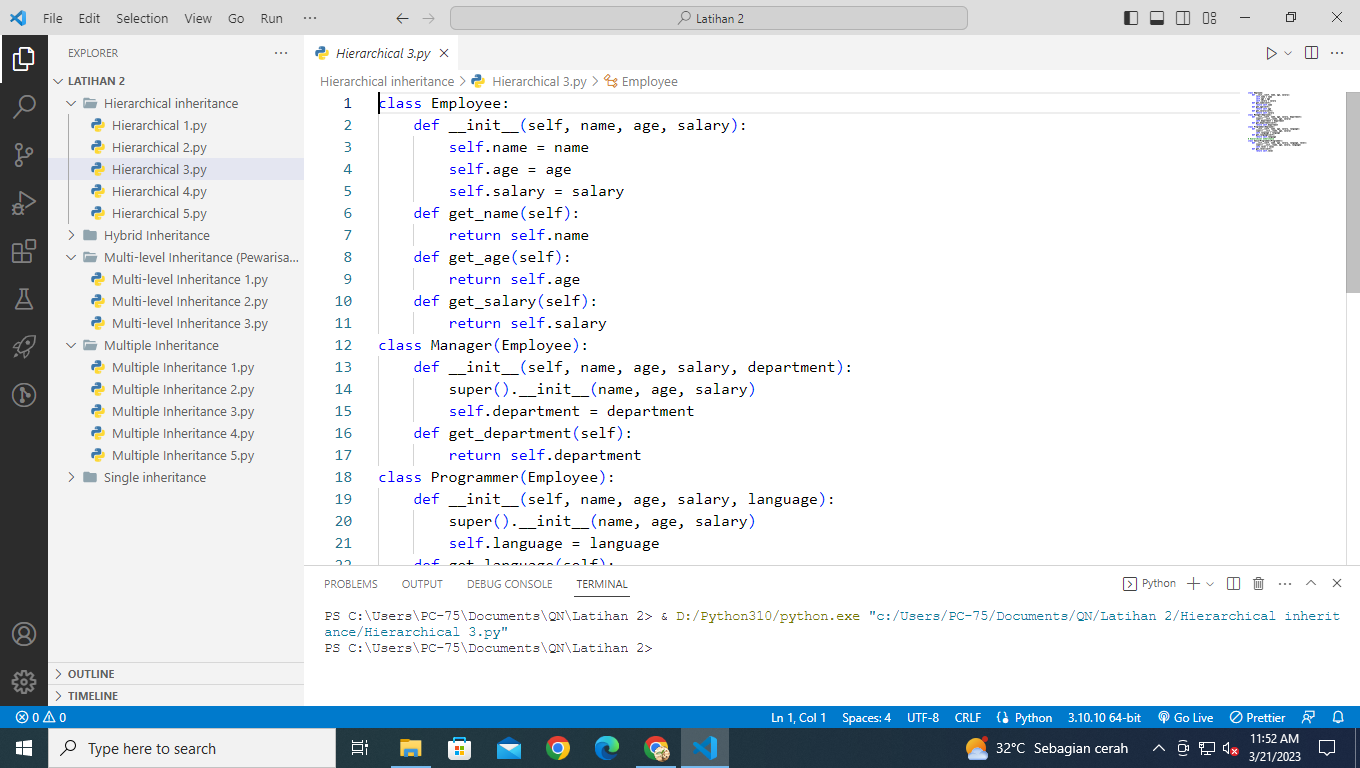 File Edit Selection View Go Run ···
Latihan 2
EXPLORER
LATIHAN 2
Hierarchical inheritance
Hierarchical 1.py
Hierarchical 2.py
Hierarchical 3.py
Hierarchical 4.py
Hierarchical 5.py
Hybrid Inheritance
Multi-level Inheritance (Pewarisa...
Multi-level Inheritance 1.py
Multi-level Inheritance 2.py
Multi-level Inheritance 3.py
Multiple Inheritance
Multiple Inheritance 1.py
Multiple Inheritance 2.py
Multiple Inheritance 3.py
Multiple Inheritance 4.py
Multiple Inheritance 5.py
Single inheritance
OUTLINE
TIMELINE
Hierarchical 3.py
Hierarchical inheritance > Hierarchical 3.py > Employee
1 class Employee:
2 def __init__(self, name, age, salary):
3 self.name = name
4 self.age = age
5 self.salary = salary
6 def get_name(self):
7 return self.name
8 def get_age(self):
9 return self.age
10 def get_salary(self):
11 return self.salary
12 class Manager(Employee):
13 def __init__(self, name, age, salary, department):
14 super().__init__(name, age, salary)
15 self.department = department
16 def get_department(self):
17 return self.department
18 class Programmer(Employee):
19 def __init__(self, name, age, salary, language):
20 super().__init__(name, age, salary)
21 self.language = language
22 def get_language(self):
PROBLEMS OUTPUT DEBUG CONSOLE TERMINAL
Python
PS C:\Users\PC-75\Documents\QN\Latihan 2> & D:/Python310/python.exe "c:/Users/PC-75/Documents/QN/Latihan 2/Hierarchical inherit
ance/Hierarchical 3.py"
PS C:\Users\PC-75\Documents\QN\Latihan 2>
0 0
Ln 1, Col 1 Spaces: 4 UTF-8 CRLF Python 3.10.10 64-bit Go Live Prettier
Type here to search
32°C Sebagian cerah
11:52 AM
3/21/2023